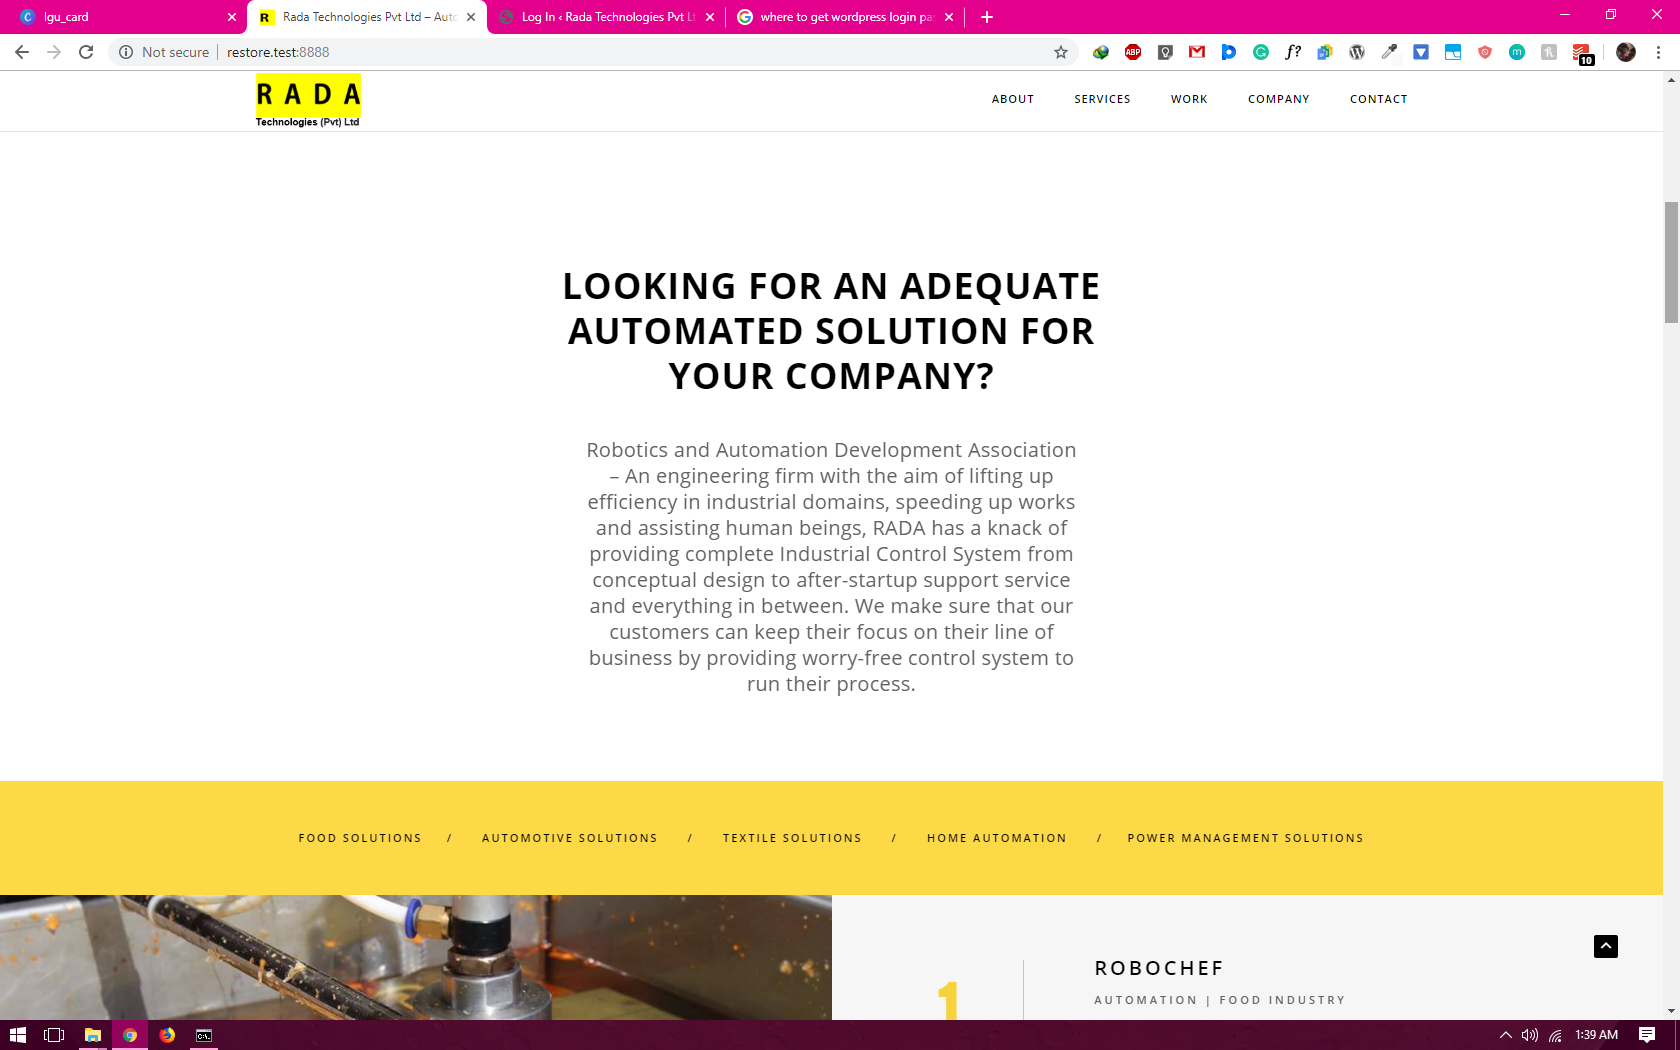 lgu_card
Rada Technologies Pvt Ltd – Auto
Log In ‹ Rada Technologies Pvt Lt
where to get wordpress login pa
Not secure
restore.test:8888
ABP
10
RADA
Technologies (Pvt) Ltd
ABOUT
SERVICES
WORK
COMPANY
CONTACT
LOOKING FOR AN ADEQUATE
AUTOMATED SOLUTION FOR
YOUR COMPANY?
Robotics and Automation Development Association
– An engineering firm with the aim of lifting up
efficiency in industrial domains, speeding up works
and assisting human beings, RADA has a knack of
providing complete Industrial Control System from
conceptual design to after-startup support service
and everything in between. We make sure that our
customers can keep their focus on their line of
business by providing worry-free control system to
run their process.
FOOD SOLUTIONS / AUTOMOTIVE SOLUTIONS / TEXTILE SOLUTIONS / HOME AUTOMATION / POWER MANAGEMENT SOLUTIONS
1
ROBOCHEF
AUTOMATION | FOOD INDUSTRY
1:39 AM